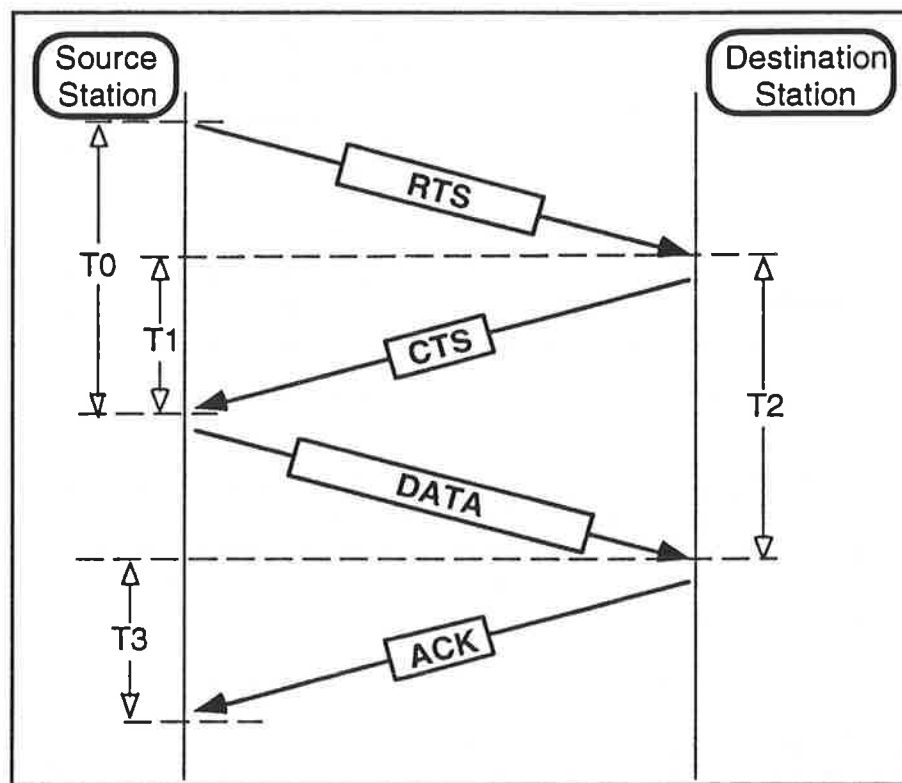 Source
Station
Destination
Station
RTS
T0
T1
CTS
T2
DATA
T3
ACK